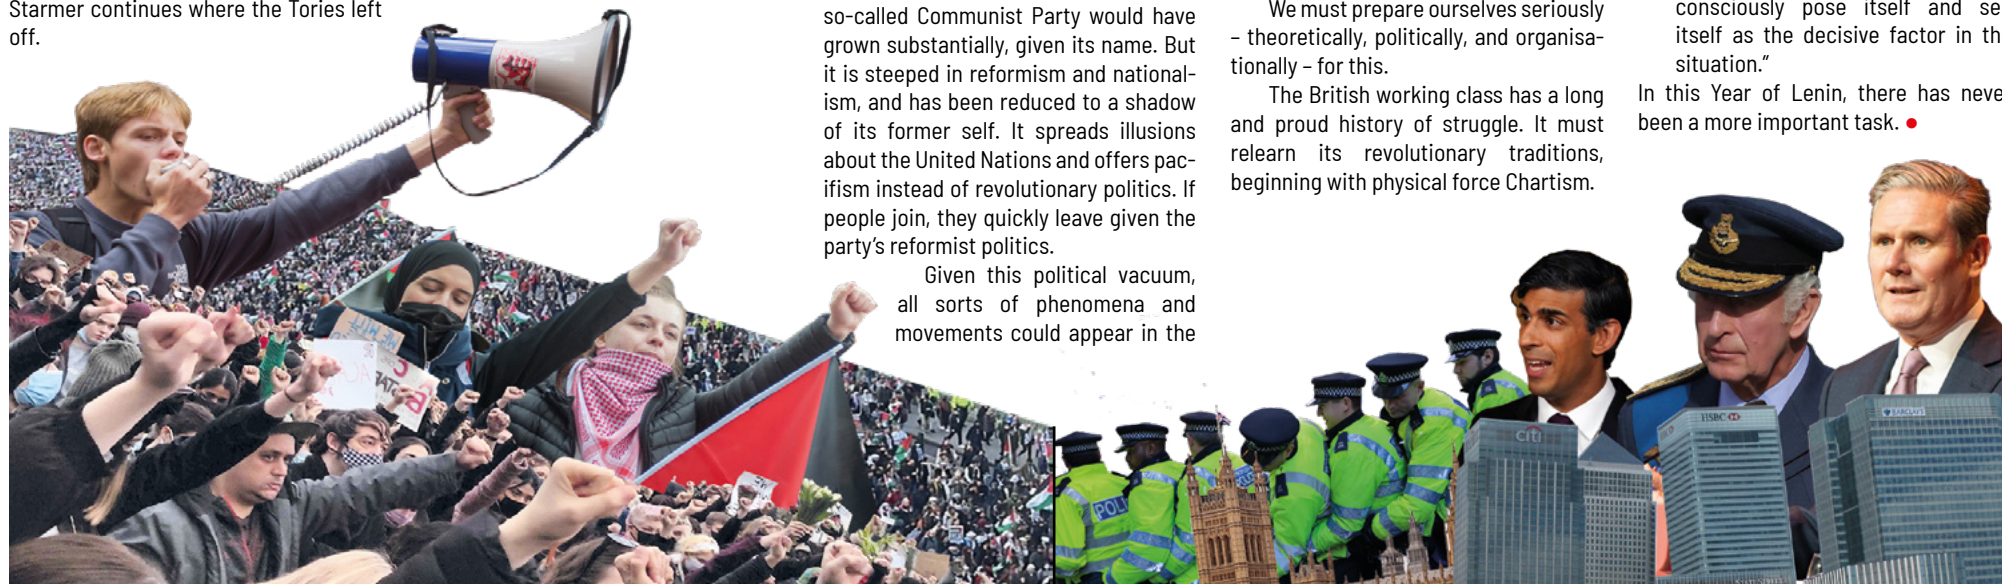 Starmer continues where the Tories left
off.
so-called Communist Party would have
grown substantially, given its name. But
it is steeped in reformism and national-
ism, and has been reduced to a shadow
of its former self. It spreads illusions
about the United Nations and offers pac-
ifism instead of revolutionary politics. If
people join, they quickly leave given the
party's reformist politics.
Given this political vacuum,
all sorts of phenomena and
movements could appear in the
We must prepare ourselves seriously
– theoretically, politically, and organisa-
tionally – for this.
The British working class has a long
and proud history of struggle. It must
relearn its revolutionary traditions,
beginning with physical force Chartism.
consciously pose itself and se
itself as the decisive factor in th
situation."
In this Year of Lenin, there has neve
been a more important task.
POLI
citi
HSBC
BARCLAYS